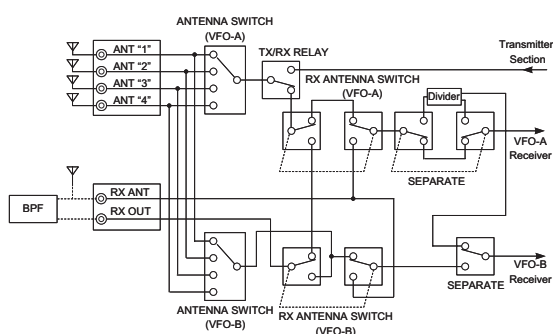 ANTENNA SWITCH
(VFO-A)
TX/RX RELAY
Transmitter
Section
ANT "1"
ANT "2"
ANT "3"
ANT "4"
RX ANTENNA SWITCH
(VFO-A)
Divider
VFO-A
Receiver
SEPARATE
BPF
RX ANT
RX OUT
ANTENNA SWITCH
(VFO-B)
RX ANTENNA SWITCH
(VFO-B)
SEPARATE
VFO-B
Receiver